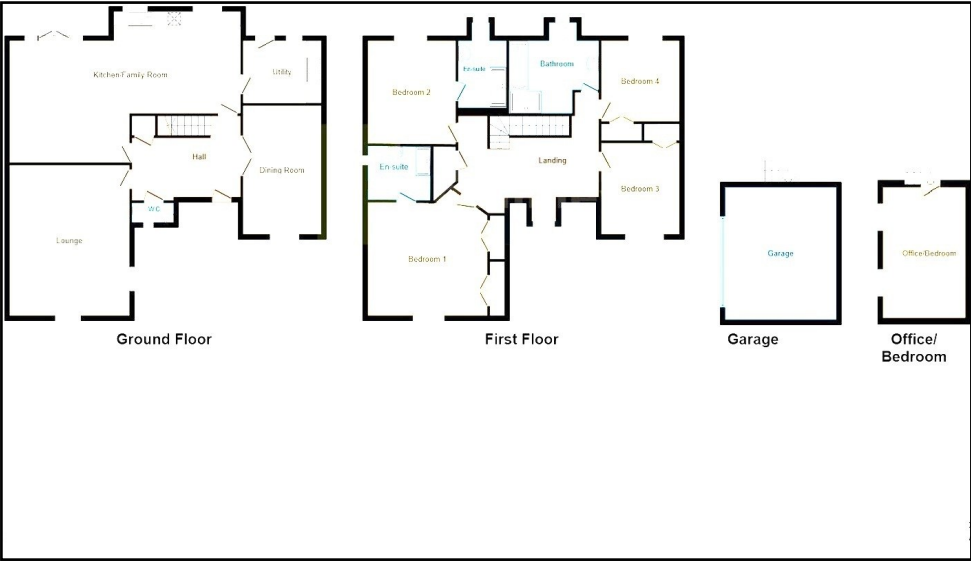 Kitchen/Family Room
Utility
Hall
Dining Room
WC
Lounge
Ground Floor
En-suite
Bathroom
Bedroom 2
Bedroom 4
Landing
En suite
Bedroom 3
Bedroom 1
First Floor
Garage
Garage
Office/Bedroom
Office/
Bedroom